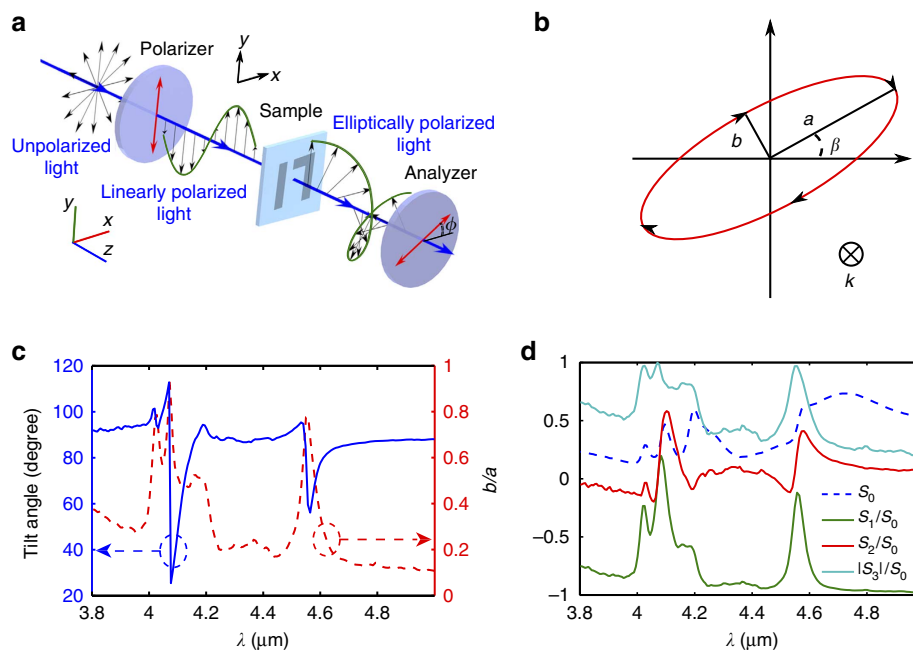 a
Polarizer
y
x
Sample
Unpolarized
light
Linearly polarized
light
Elliptically polarized
light
Analyzer
ϕ
y
x
z
b
a
b
β
k
c
Tilt angle (degree)
120
100
80
60
40
20
3.8 4 4.2 4.4 4.6 4.8
λ (μm)
1
0.8
0.6
0.4
0.2
0
b/a
d
1
0.5
0
−0.5
−1
3.8 4 4.2 4.4 4.6 4.8
λ (μm)
S0
S1/S0
S2/S0
|S3|/S0